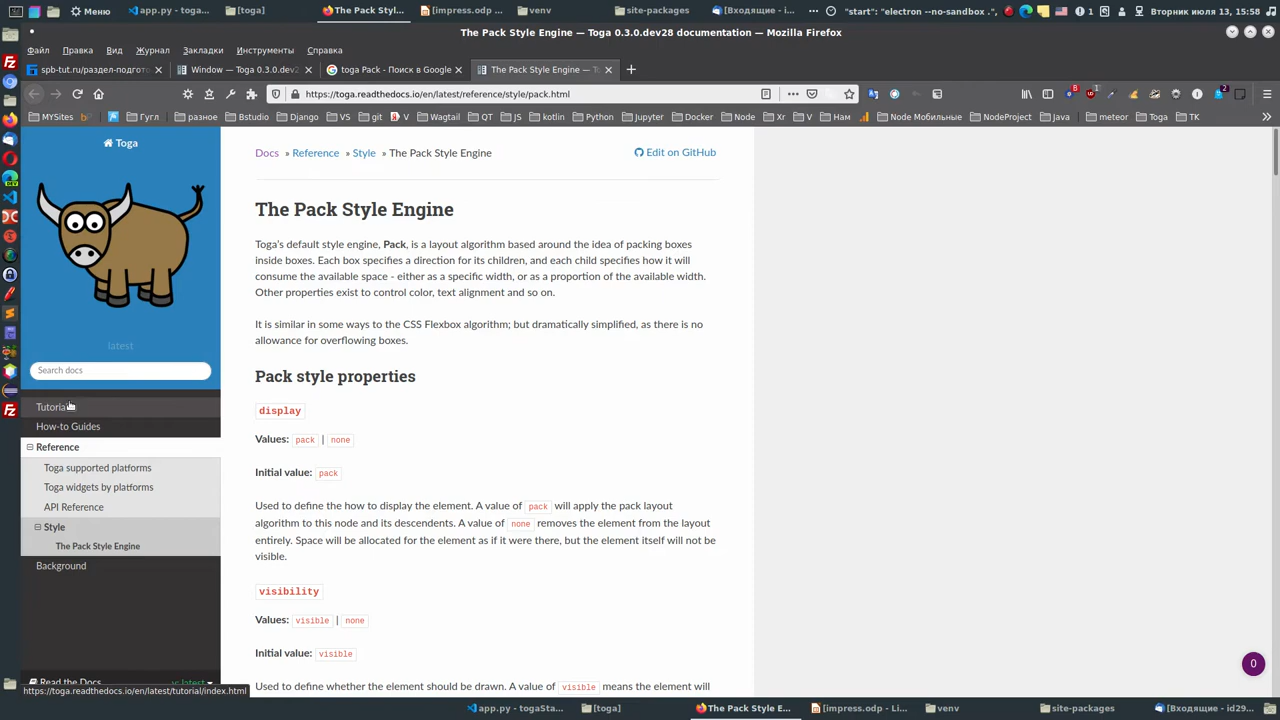 Меню
app.py - toga...
[toga]
The Pack Styl...
[impress.odp ...
venv
site-packages
[Входящие - ...
"start": "electron --no-sandbox .",
1
вторник июля 13, 15:58
The Pack Style Engine — Toga 0.3.0.dev28 documentation — Mozilla Firefox
Файл Правка Вид Журнал Закладки Инструменты Справка
spb-tut.ru/раздел-подгото
Window — Toga 0.3.0.dev2
toga Pack - Поиск в Google
The Pack Style Engine — To
https://toga.readthedocs.io/en/latest/reference/style/pack.html
MYSites
Гугл
разное
Bstudio
Django
VS
git
V
Wagtail
QT
JS
kotlin
Python
Jupyter
Docker
Node
Xr
V
Нам
Node Мобильные
NodeProject
Java
meteor
Toga
TK
Toga
latest
Search docs
Tutorial
How-to Guides
Reference
Toga supported platforms
Toga widgets by platforms
API Reference
Style
The Pack Style Engine
Background
Read the Docs
v: latest
https://toga.readthedocs.io/en/latest/tutorial/index.html
Docs » Reference » Style » The Pack Style Engine
Edit on GitHub
The Pack Style Engine
Toga's default style engine, Pack, is a layout algorithm based around the idea of packing boxes
inside boxes. Each box specifies a direction for its children, and each child specifies how it will
consume the available space - either as a specific width, or as a proportion of the available width.
Other properties exist to control color, text alignment and so on.
It is similar in some ways to the CSS Flexbox algorithm; but dramatically simplified, as there is no
allowance for overflowing boxes.
Pack style properties
display
Values: pack | none
Initial value: pack
Used to define the how to display the element. A value of pack will apply the pack layout
algorithm to this node and its descendents. A value of none removes the element from the layout
entirely. Space will be allocated for the element as if it were there, but the element itself will not be
visible.
visibility
Values: visible | none
Initial value: visible
Used to define whether the element should be drawn. A value of visible means the element will
0
app.py - togaSta...
[toga]
The Pack Style E...
[impress.odp - Li...
venv
site-packages
[Входящие - id29...